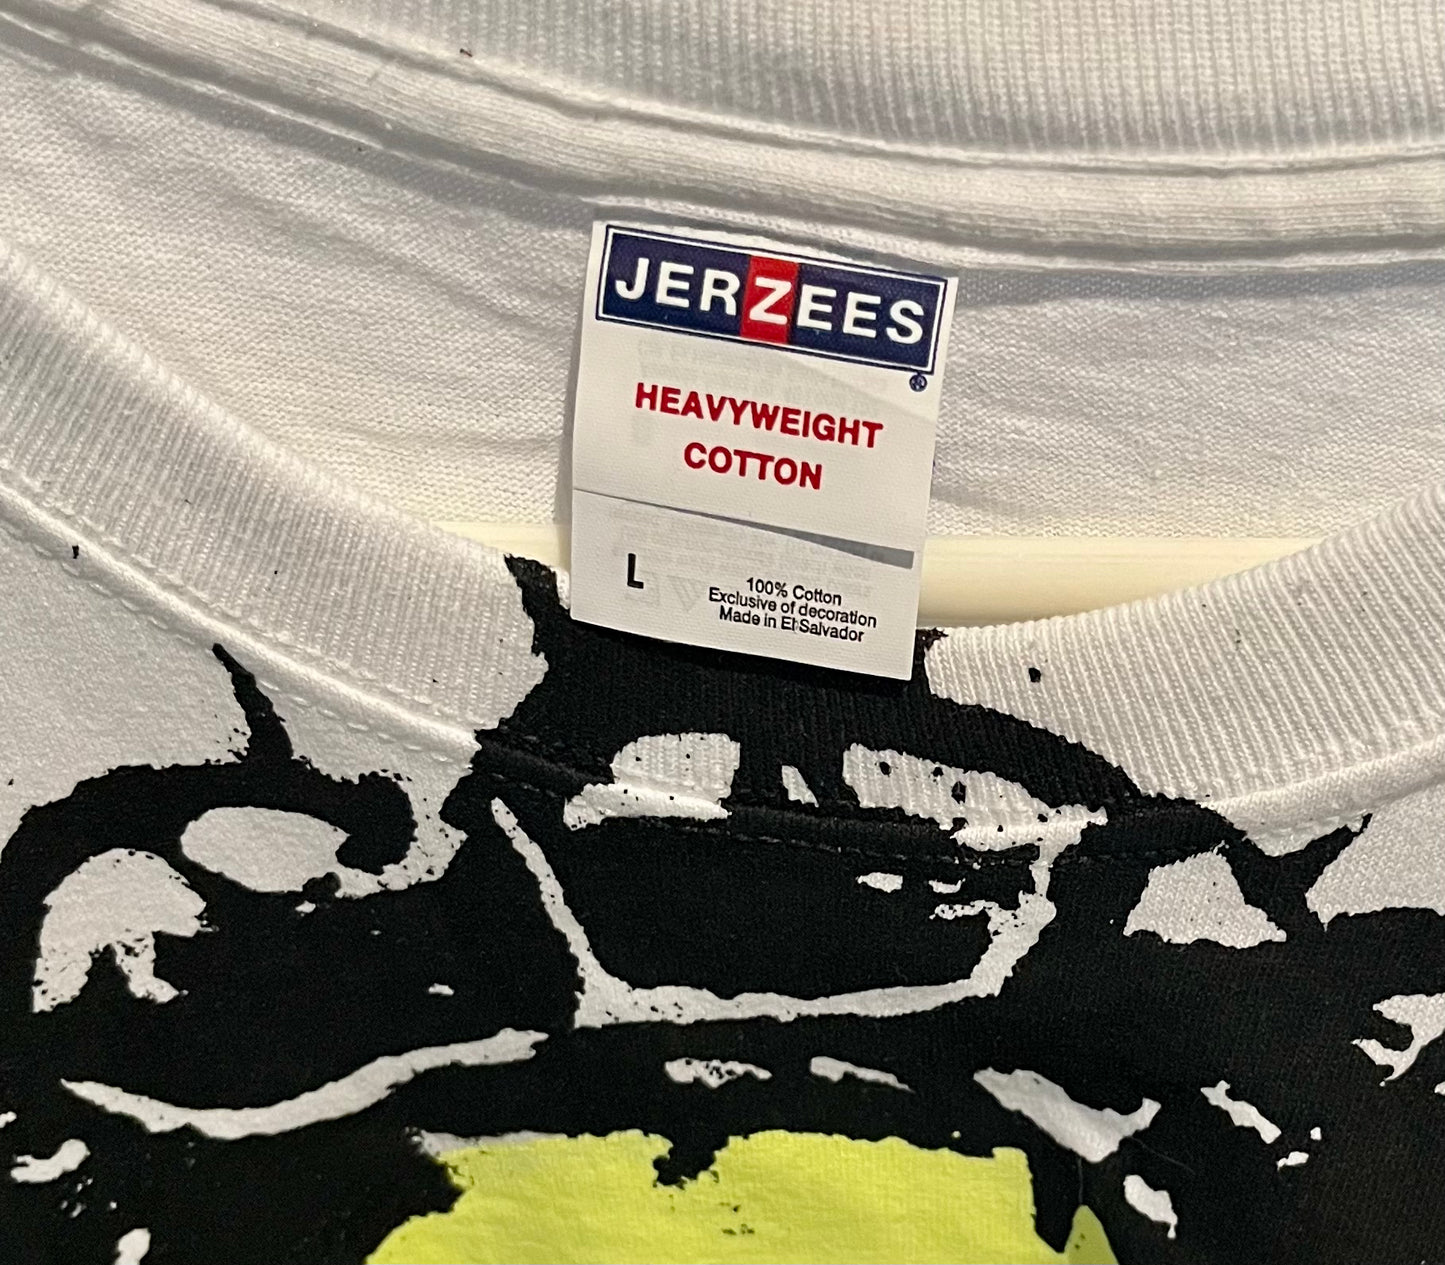 JERZEES
®
HEAVYWEIGHT
COTTON
L
100% Cotton
Exclusive of decoration
Made in El Salvador